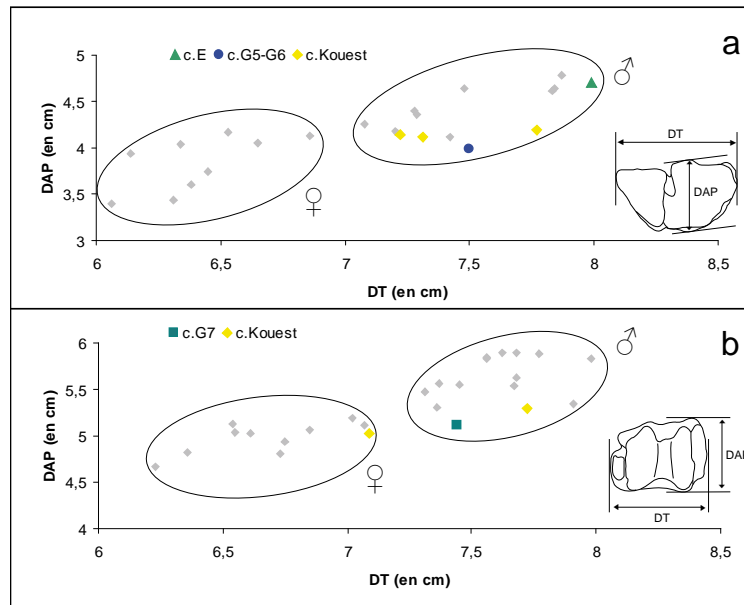 a
c.E c.G5-G6 c.Kouest
♂
5
4,5
4
3,5
3
DAP (en cm)
♀
DT
DAP
6 6,5 7 7,5 8 8,5
DT (en cm)
b
c.G7 c.Kouest
♂
6
5,5
5
4,5
4
DAP (en cm)
♀
DAP
DT
6 6,5 7 7,5 8 8,5
DT (en cm)